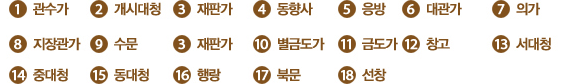 1 관수가 2 개시대청 3 재판가 4 동향사 5 응방 6 대관가 7 의가
8 지장관가 9 수문 3 재판가 10 별금도가 11 금도가 12 창고 13 서대청
14 중대청 15 동대청 16 행랑 17 북문 18 선창